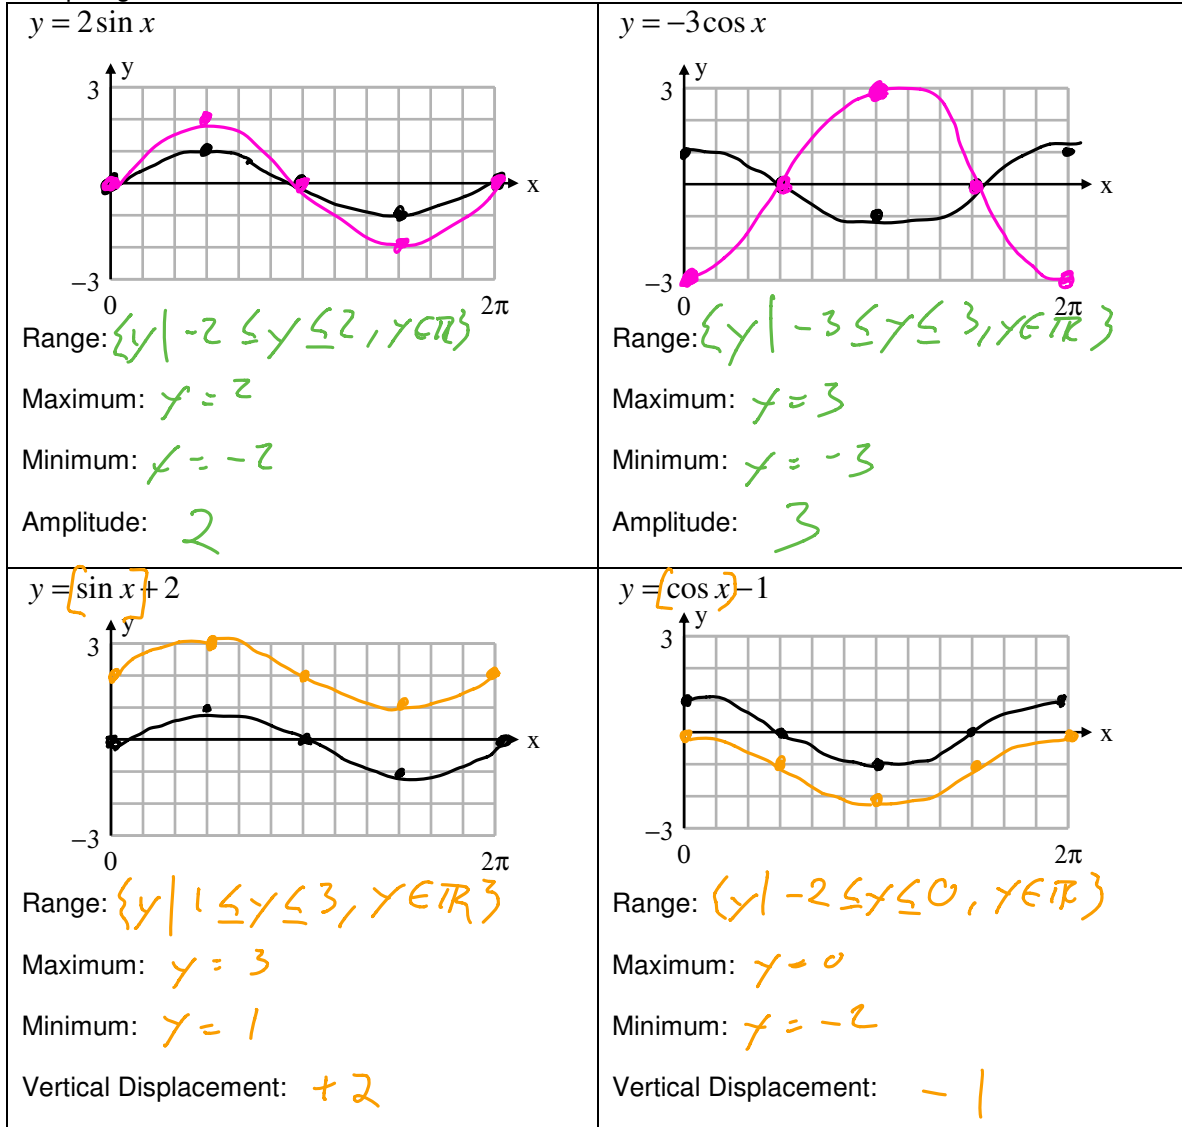 y = 2 sin x
y
3
x
−3
0
2π
Range: {y | -2 ≤ y ≤ 2, y ∈ ℝ}
Maximum: y = 2
Minimum: y = -2
Amplitude: 2
y = −3cos x
y
3
x
−3
0
2π
Range: {y | -3 ≤ y ≤ 3, y ∈ ℝ}
Maximum: y = 3
Minimum: y = -3
Amplitude: 3
y = [sin x] + 2
y
3
x
−3
0
2π
Range: {y | 1 ≤ y ≤ 3, y ∈ ℝ}
Maximum: y = 3
Minimum: y = 1
Vertical Displacement: +2
y = [cos x) − 1
y
3
x
−3
0
2π
Range: {y | -2 ≤ y ≤ 0, y ∈ ℝ}
Maximum: y = 0
Minimum: y = -2
Vertical Displacement: -1